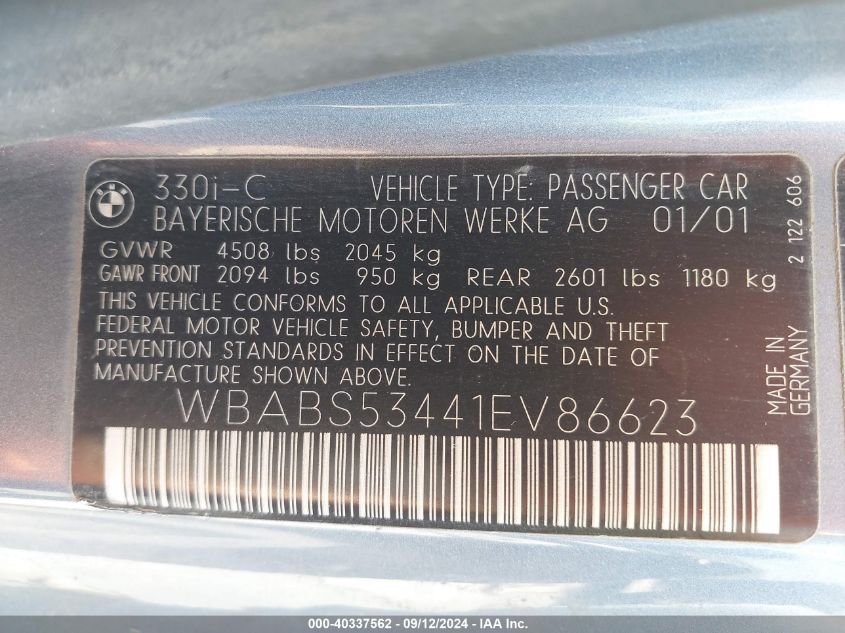 BMW
330i-C VEHICLE TYPE: PASSENGER CAR
BAYERISCHE MOTOREN WERKE AG 01/01
GVWR 4508 lbs 2045 kg
GAWR FRONT 2094 lbs 950 kg REAR 2601 lbs 1180 kg
THIS VEHICLE CONFORMS TO ALL APPLICABLE U.S.
FEDERAL MOTOR VEHICLE SAFETY, BUMPER AND THEFT
PREVENTION STANDARDS IN EFFECT ON THE DATE OF
MANUFACTURE SHOWN ABOVE.
WBABS53441EV86623
2 122 606
MADE IN
GERMANY
000-40337562 - 09/12/2024 - IAA Inc.